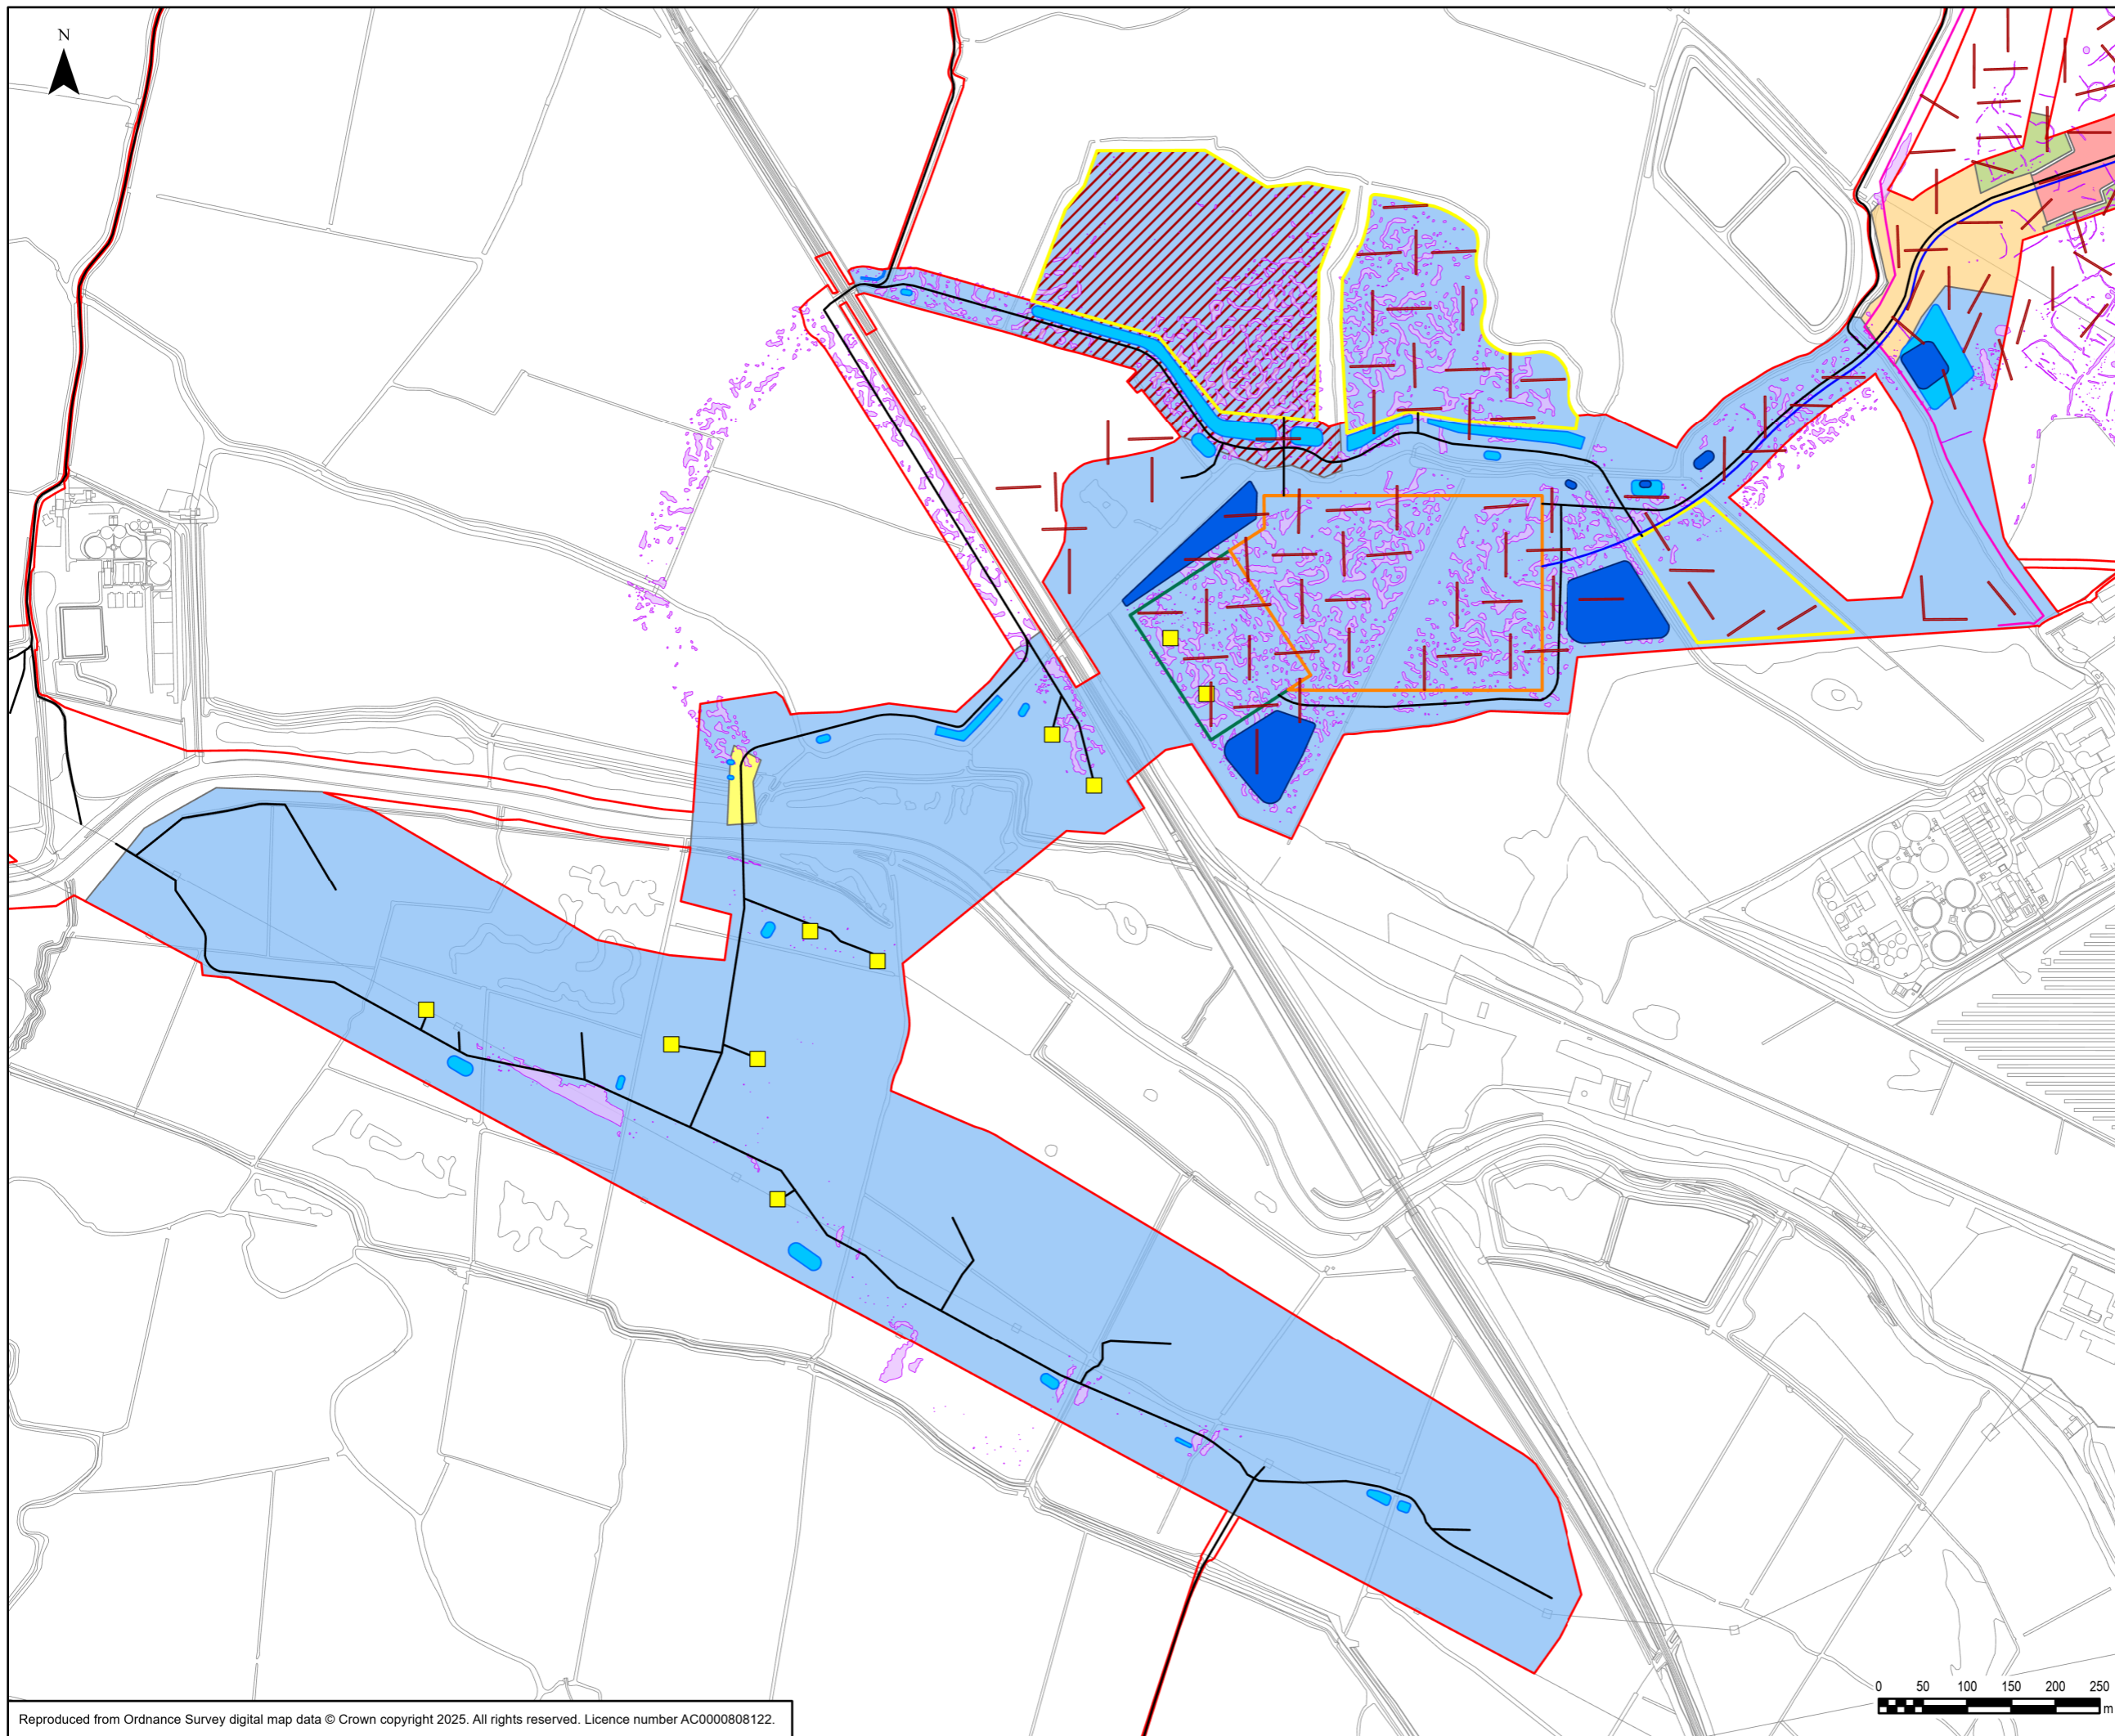 N
0 50 100 150 200 250
m
Reproduced from Ordnance Survey digital map data © Crown copyright 2025. All rights reserved. Licence number AC0000808122.